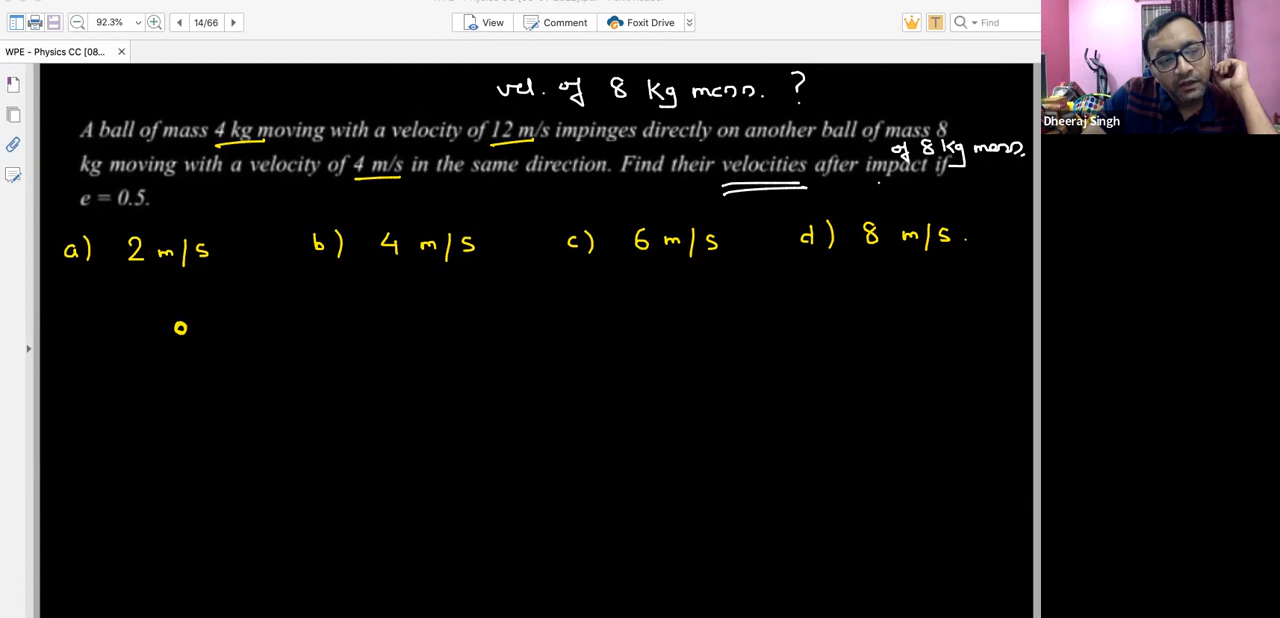 92.3%
14/66
View
Comment
Foxit Drive
Find
WPE - Physics CC [08...
Dheeraj Singh
vel. of 8 kg mass. ?
A ball of mass 4 kg moving with a velocity of 12 m/s impinges directly on another ball of mass 8
of 8 kg mass.
kg moving with a velocity of 4 m/s in the same direction. Find their velocities after impact if
e = 0.5.
a) 2 m/s b) 4 m/s c) 6 m/s d) 8 m/s.